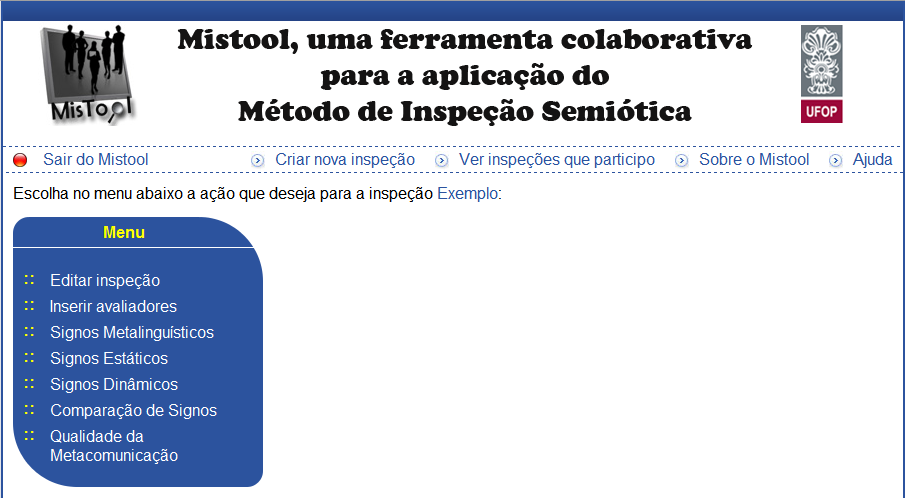 Mistool, uma ferramenta colaborativa
para a aplicação do
Método de Inspeção Semiótica
MisTool
UFOP
Sair do Mistool Criar nova inspeção Ver inspeções que participo Sobre o Mistool Ajuda
Escolha no menu abaixo a ação que deseja para a inspeção Exemplo:
Menu
Editar inspeção
Inserir avaliadores
Signos Metalinguísticos
Signos Estáticos
Signos Dinâmicos
Comparação de Signos
Qualidade da
Metacomunicação